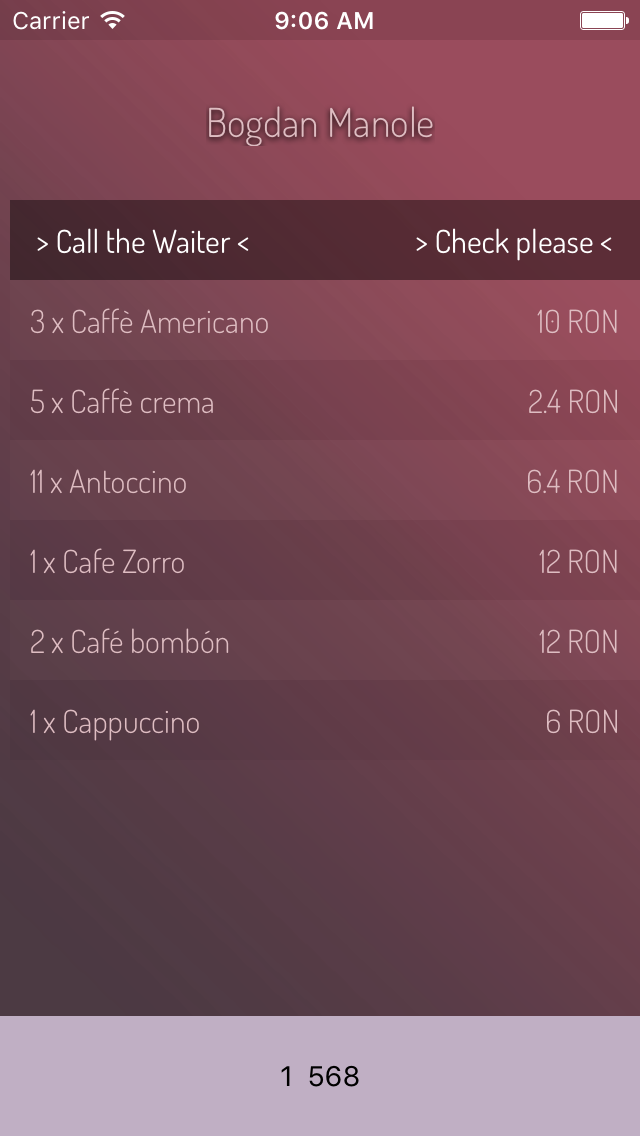 Carrier 9:06 AM
Bogdan Manole
> Call the Waiter < > Check please <
3 x Caffè Americano 10 RON
5 x Caffè crema 2.4 RON
11 x Antoccino 6.4 RON
1 x Cafe Zorro 12 RON
2 x Café bombón 12 RON
1 x Cappuccino 6 RON
1 568